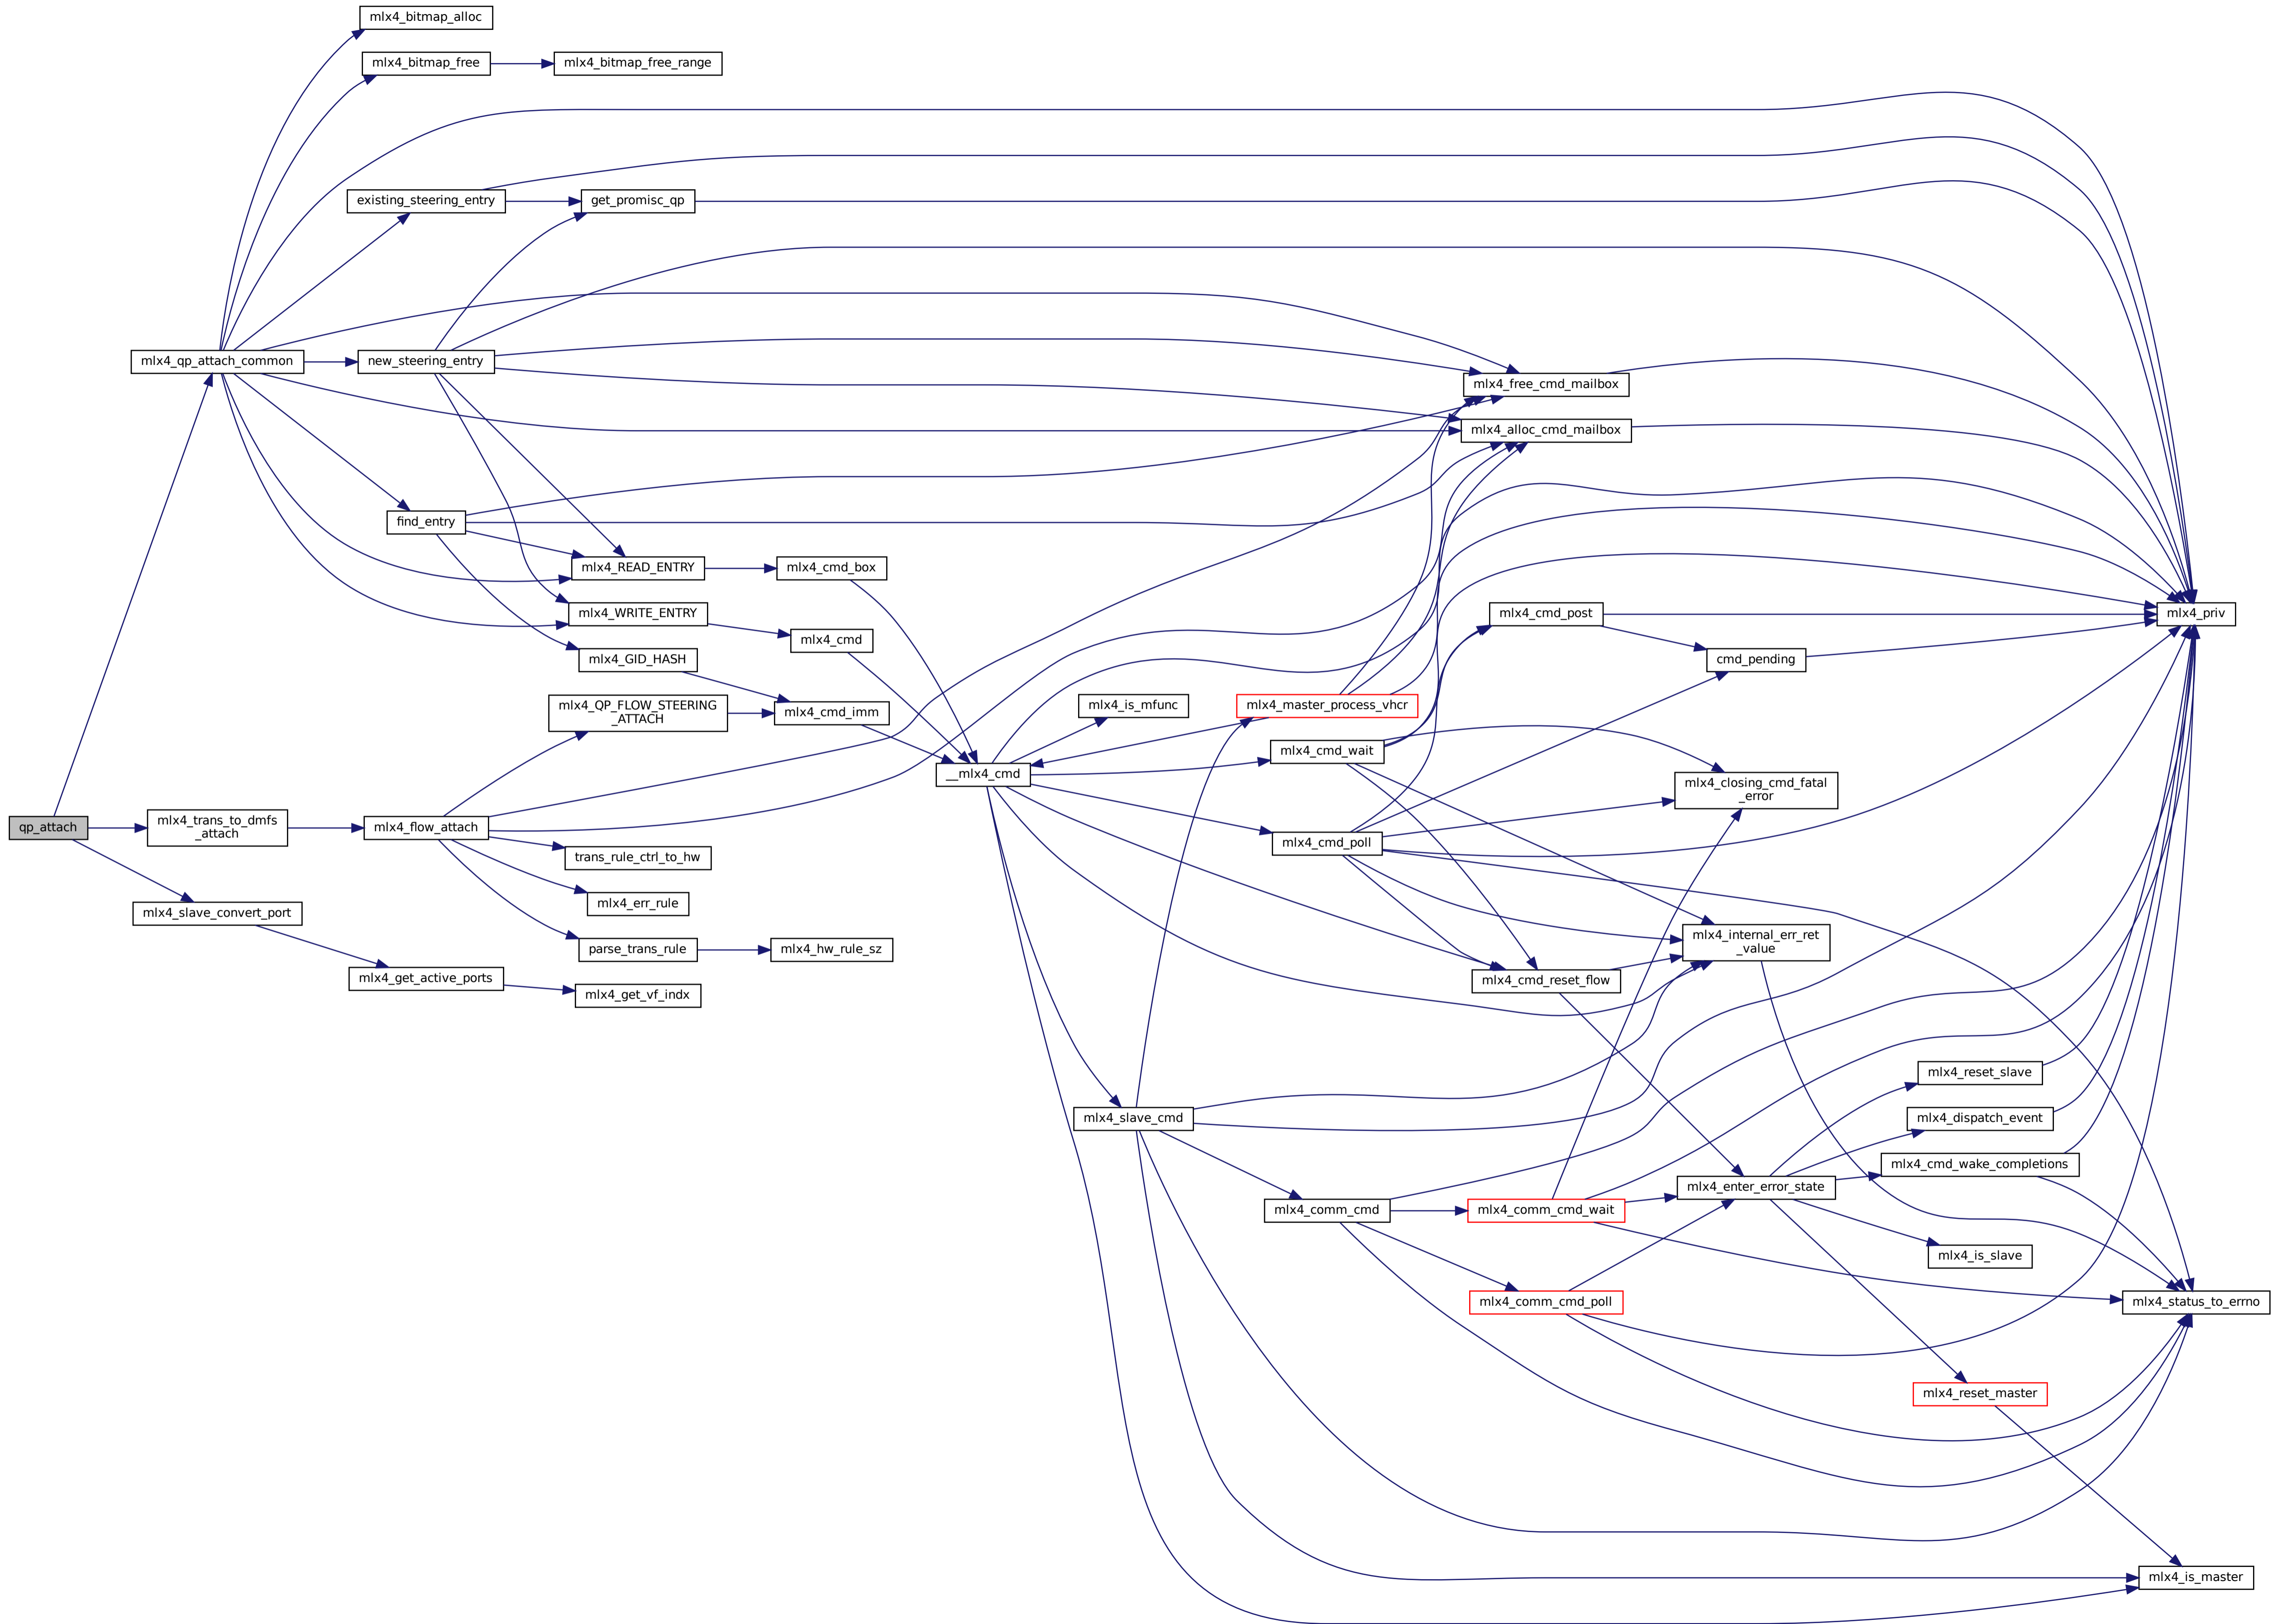 mlx4_bitmap_alloc
mlx4_bitmap_free
mlx4_bitmap_free_range
existing_steering_entry
get_promisc_qp
mlx4_qp_attach_common
new_steering_entry
mlx4_free_cmd_mailbox
mlx4_alloc_cmd_mailbox
find_entry
mlx4_READ_ENTRY
mlx4_cmd_box
mlx4_WRITE_ENTRY
mlx4_cmd_post
mlx4_priv
mlx4_cmd
mlx4_GID_HASH
cmd_pending
mlx4_QP_FLOW_STEERING
_ATTACH
mlx4_cmd_imm
mlx4_is_mfunc
mlx4_master_process_vhcr
mlx4_cmd_wait
__mlx4_cmd
mlx4_closing_cmd_fatal
_error
qp_attach
mlx4_trans_to_dmfs
_attach
mlx4_flow_attach
mlx4_cmd_poll
trans_rule_ctrl_to_hw
mlx4_err_rule
mlx4_slave_convert_port
mlx4_internal_err_ret
_value
parse_trans_rule
mlx4_hw_rule_sz
mlx4_get_active_ports
mlx4_cmd_reset_flow
mlx4_get_vf_indx
mlx4_reset_slave
mlx4_slave_cmd
mlx4_dispatch_event
mlx4_cmd_wake_completions
mlx4_enter_error_state
mlx4_comm_cmd
mlx4_comm_cmd_wait
mlx4_is_slave
mlx4_comm_cmd_poll
mlx4_status_to_errno
mlx4_reset_master
mlx4_is_master